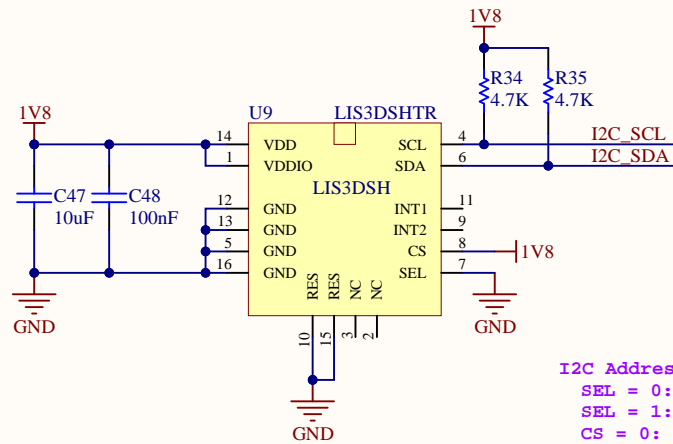 1V8
R34
4.7K
R35
4.7K
1V8
U9
LIS3DSHTR
14
VDD
SCL
4
I2C_SCL
1
VDDIO
SDA
6
I2C_SDA
LIS3DSH
C47
10uF
C48
100nF
12
GND
INT1
11
13
GND
INT2
9
5
GND
CS
8
1V8
16
GND
SEL
7
RES
RES
NC
NC
10
15
3
2
GND
GND
GND
I2C Addres
SEL = 0:
SEL = 1:
CS = 0: